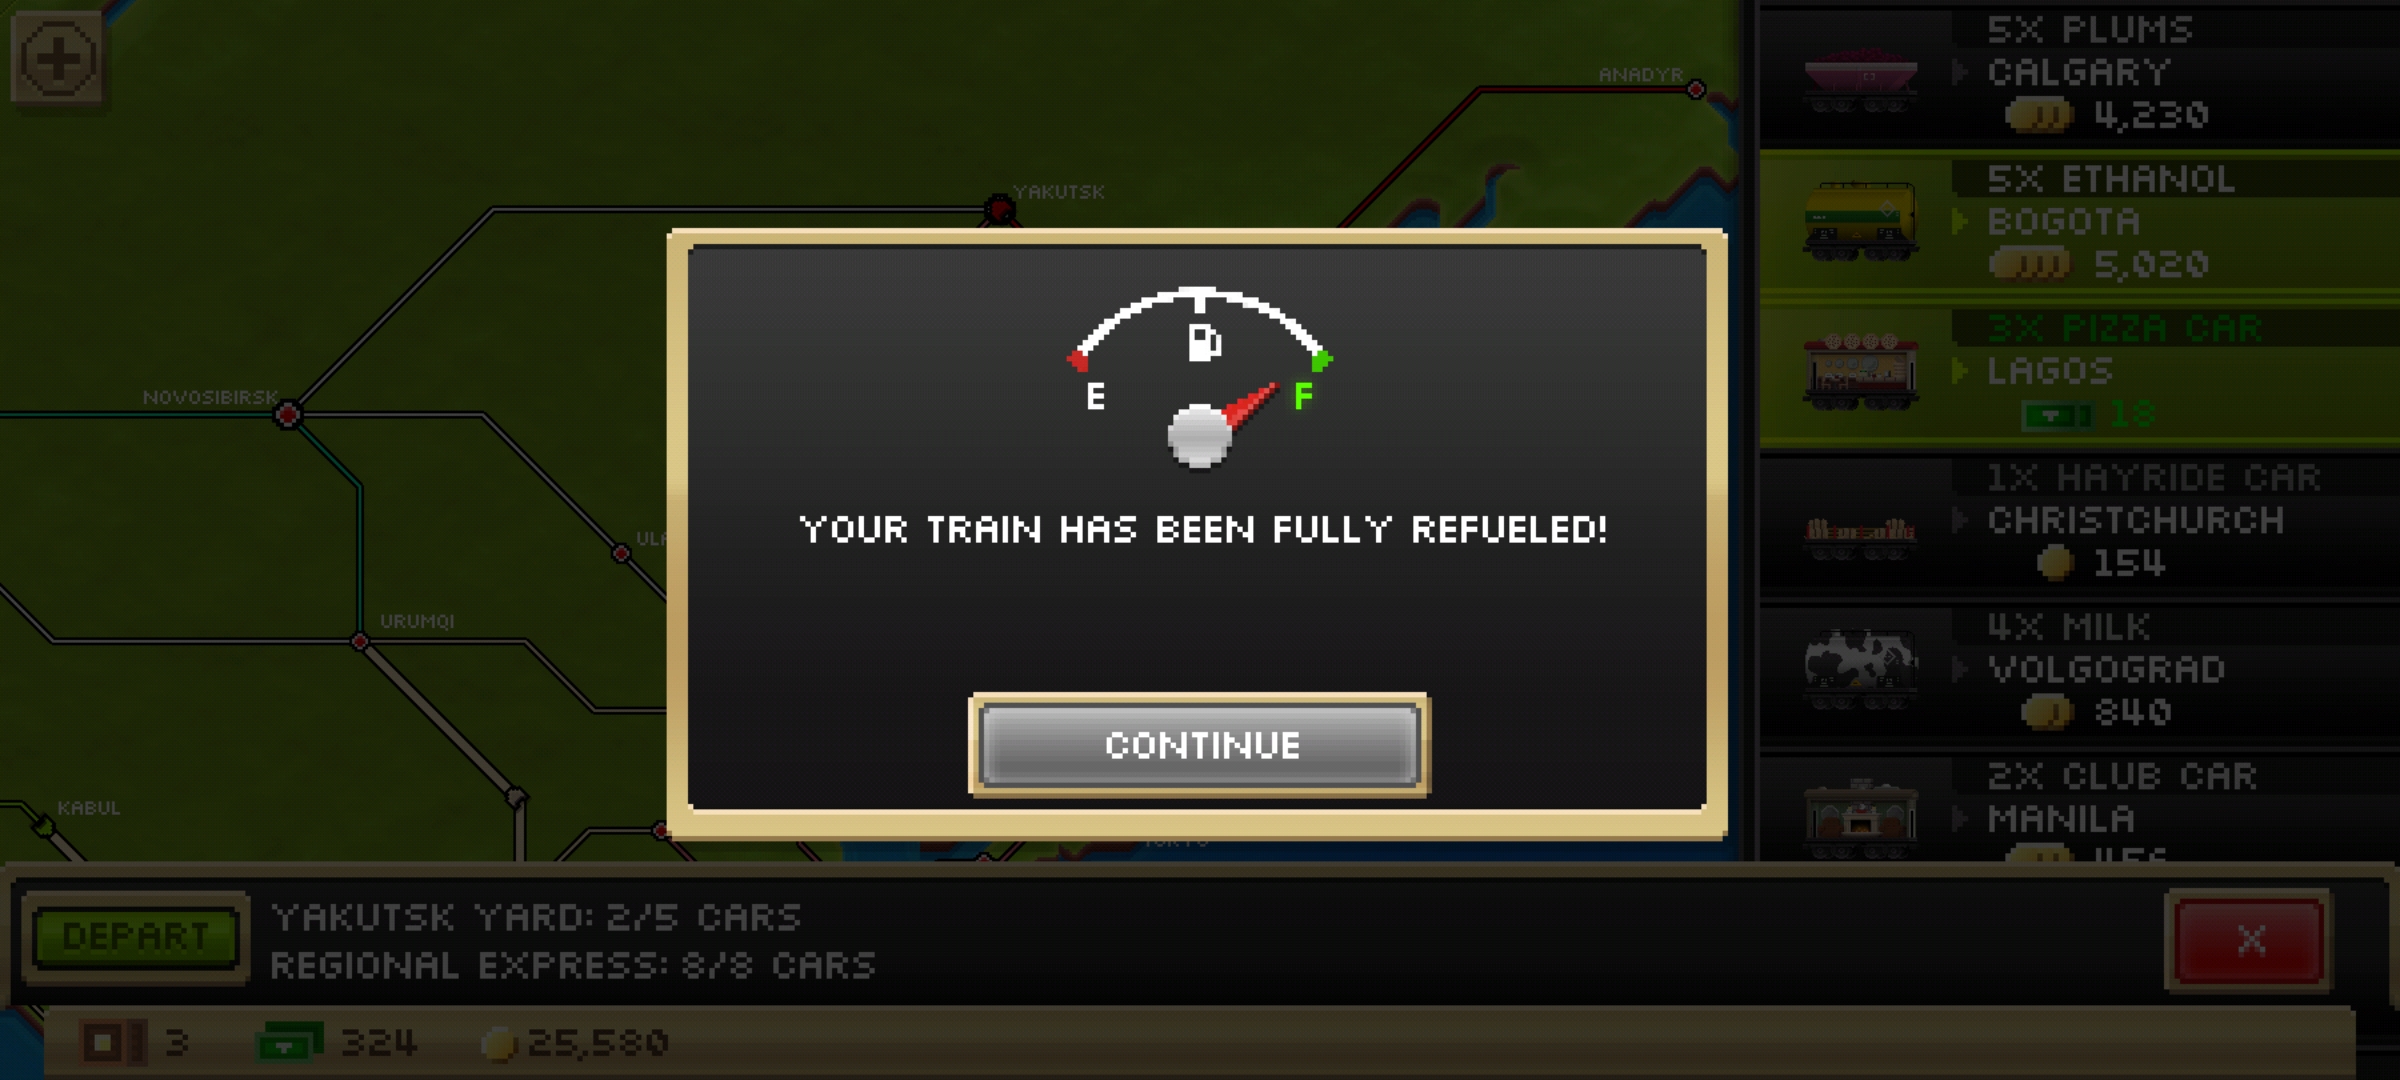 ANADYR
YAKUTSK
NOVOSIBIRSK
URUMQI
KABUL
E
F
YOUR TRAIN HAS BEEN FULLY REFUELED!
CONTINUE
5X PLUMS
CALGARY
4,230
5X ETHANOL
BOGOTA
5,020
3X PIZZA CAR
LAGOS
18
1X HAYRIDE CAR
CHRISTCHURCH
154
4X MILK
VOLGOGRAD
840
2X CLUB CAR
MANILA
DEPART
YAKUTSK YARD: 2/5 CARS
REGIONAL EXPRESS: 8/8 CARS
X
3
324
25,580